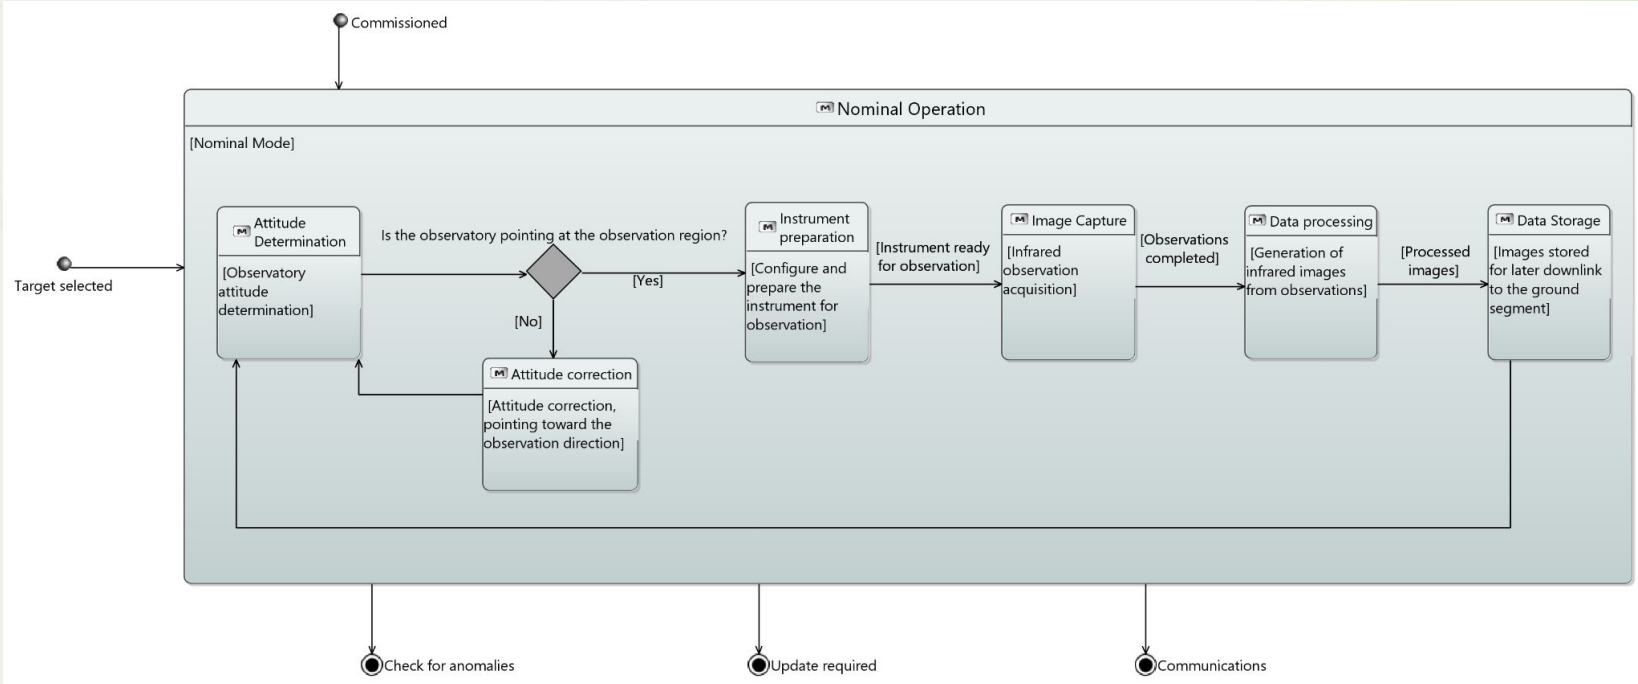 Commissioned
Nominal Operation
[Nominal Mode]
Target selected
Attitude
Determination
[Observatory
attitude
determination]
Is the observatory pointing at the observation region?
[Yes]
[No]
Attitude correction
[Attitude correction,
pointing toward the
observation direction]
Instrument
preparation
[Configure and
prepare the
instrument for
observation]
[Instrument ready
for observation]
Image Capture
[Infrared
observation
acquisition]
[Observations
completed]
Data processing
[Generation of
infrared images
from observations]
[Processed
images]
Data Storage
[Images stored
for later downlink
to the ground
segment]
Check for anomalies
Update required
Communications